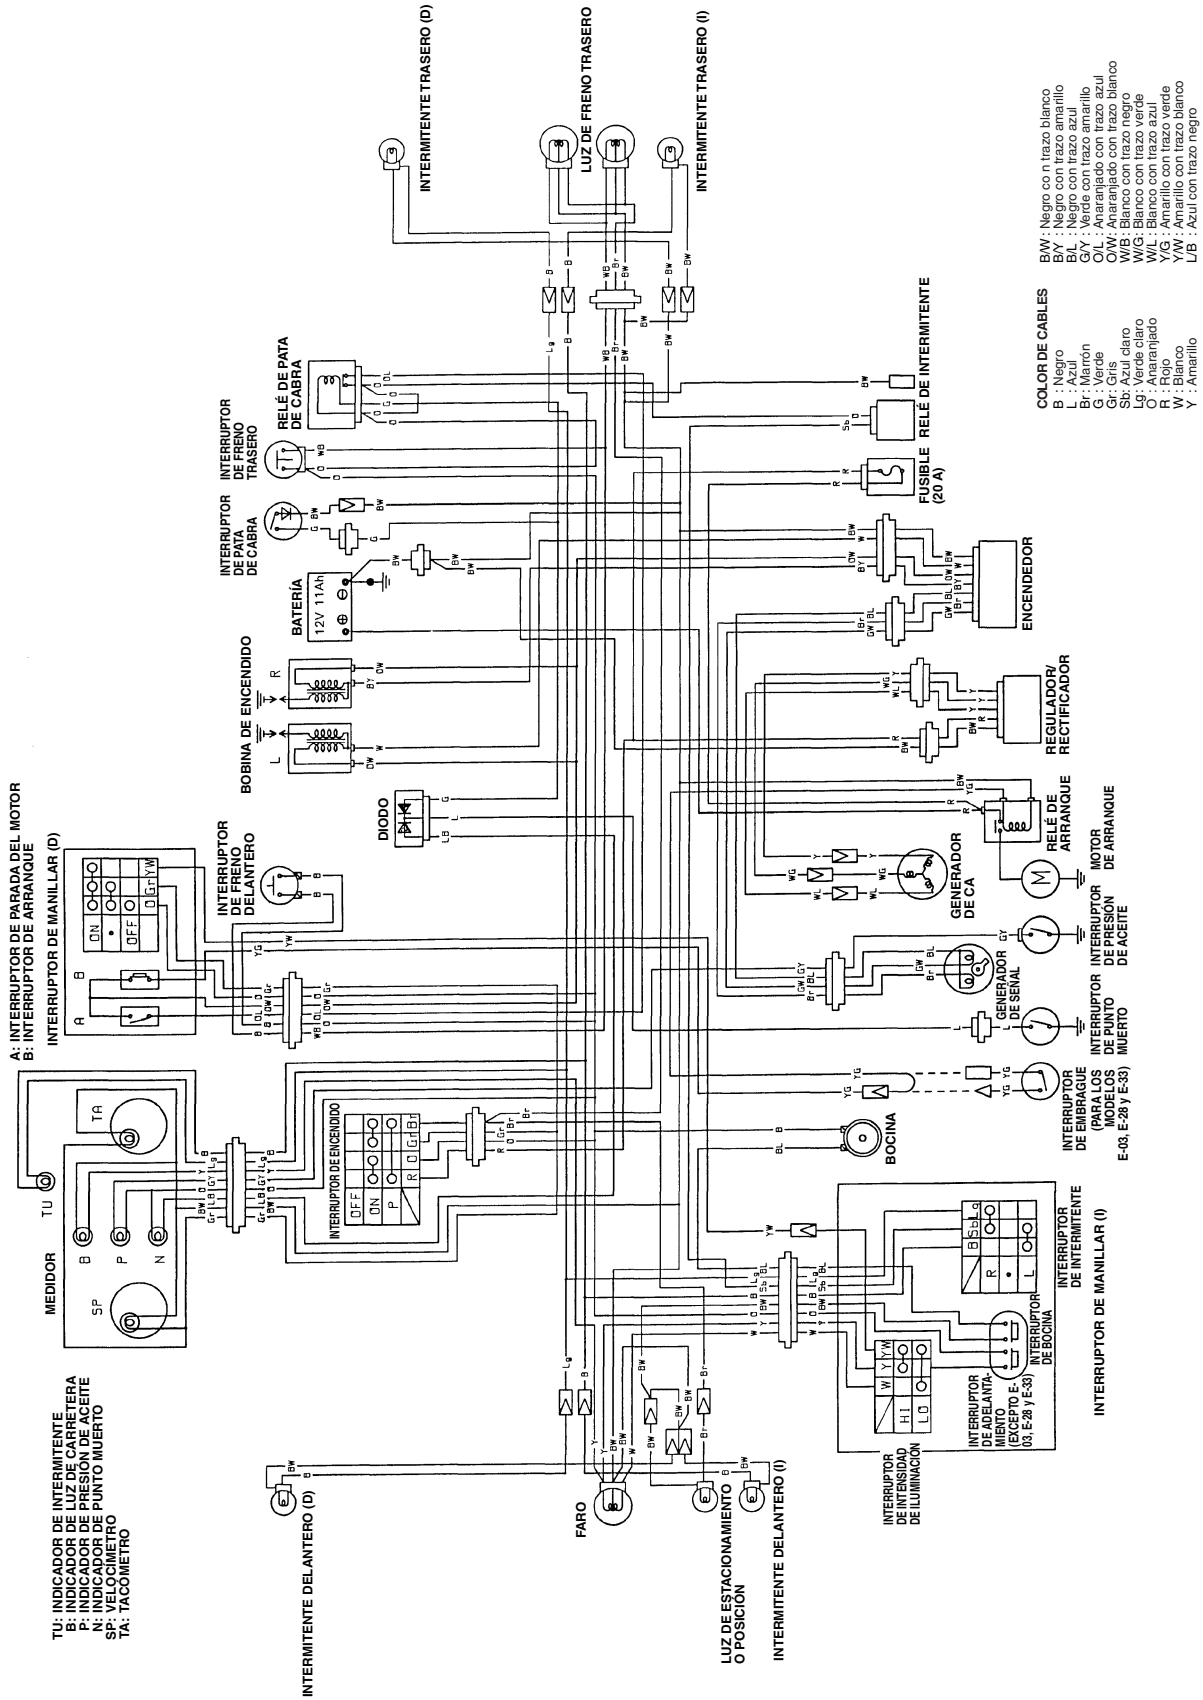 TU: INDICADOR DE INTERMITENTE
B: INDICADOR DE LUZ DE CARRETERA
P: INDICADOR DE PRESIÓN DE ACEITE
N: INDICADOR DE PUNTO MUERTO
SP: VELOCÍMETRO
TA: TACÓMETRO
MEDIDOR
TU
TA
SP
B
P
N
A: INTERRUPTOR DE PARADA DEL MOTOR
B: INTERRUPTOR DE ARRANQUE
INTERRUPTOR DE MANILLAR (D)
A
B
ON
•
OFF
O Gr YW
INTERRUPTOR
DE FRENO
DELANTERO
INTERRUPTOR DE ENCENDIDO
OFF
ON
P
R O Gr Br
DIODO
LB
L
G
BOBINA DE ENCENDIDO
L
R
BATERÍA
12V 11Ah
INTERRUPTOR
DE PATA
DE CABRA
INTERRUPTOR
DE FRENO
TRASERO
RELÉ DE PATA
DE CABRA
INTERMITENTE TRASERO (D)
LUZ DE FRENO TRASERO
INTERMITENTE TRASERO (I)
INTERMITENTE DELANTERO (D)
FARO
LUZ DE ESTACIONAMIENTO
O POSICIÓN
INTERMITENTE DELANTERO (I)
INTERRUPTOR
DE INTENSIDAD
DE ILUMINACIÓN
HI
LO
W Y YW
INTERRUPTOR
DE ADELANTA-
MIENTO
(EXCEPTO E-
03, E-28 y E-33)
INTERRUPTOR
DE BOCINA
INTERRUPTOR
DE INTERMITENTE
R
•
L
B Sb Lg
INTERRUPTOR DE MANILLAR (I)
BOCINA
INTERRUPTOR
DE EMBRAGUE
(PARA LOS
MODELOS
E-03, E-28 y E-33)
INTERRUPTOR
DE PUNTO
MUERTO
GENERADOR
DE SEÑAL
INTERRUPTOR
DE PRESIÓN
DE ACEITE
GENERADOR
DE CA
M
MOTOR
DE ARRANQUE
RELÉ DE
ARRANQUE
REGULADOR/
RECTIFICADOR
ENCENDEDOR
FUSIBLE
(20 A)
RELÉ DE INTERMITENTE
COLOR DE CABLES
B : Negro
L : Azul
Br: Marrón
G : Verde
Gr: Gris
Sb: Azul claro
Lg: Verde claro
O : Anaranjado
R : Rojo
W : Blanco
Y : Amarillo
B/W : Negro co n trazo blanco
B/Y : Negro con trazo amarillo
B/L : Negro con trazo azul
G/Y : Verde con trazo amarillo
O/L : Anaranjado con trazo azul
O/W: Anaranjado con trazo blanco
W/B: Blanco con trazo negro
W/G: Blanco con trazo verde
W/L : Blanco con trazo azul
Y/G : Amarillo con trazo verde
Y/W : Amarillo con trazo blanco
L/B : Azul con trazo negro